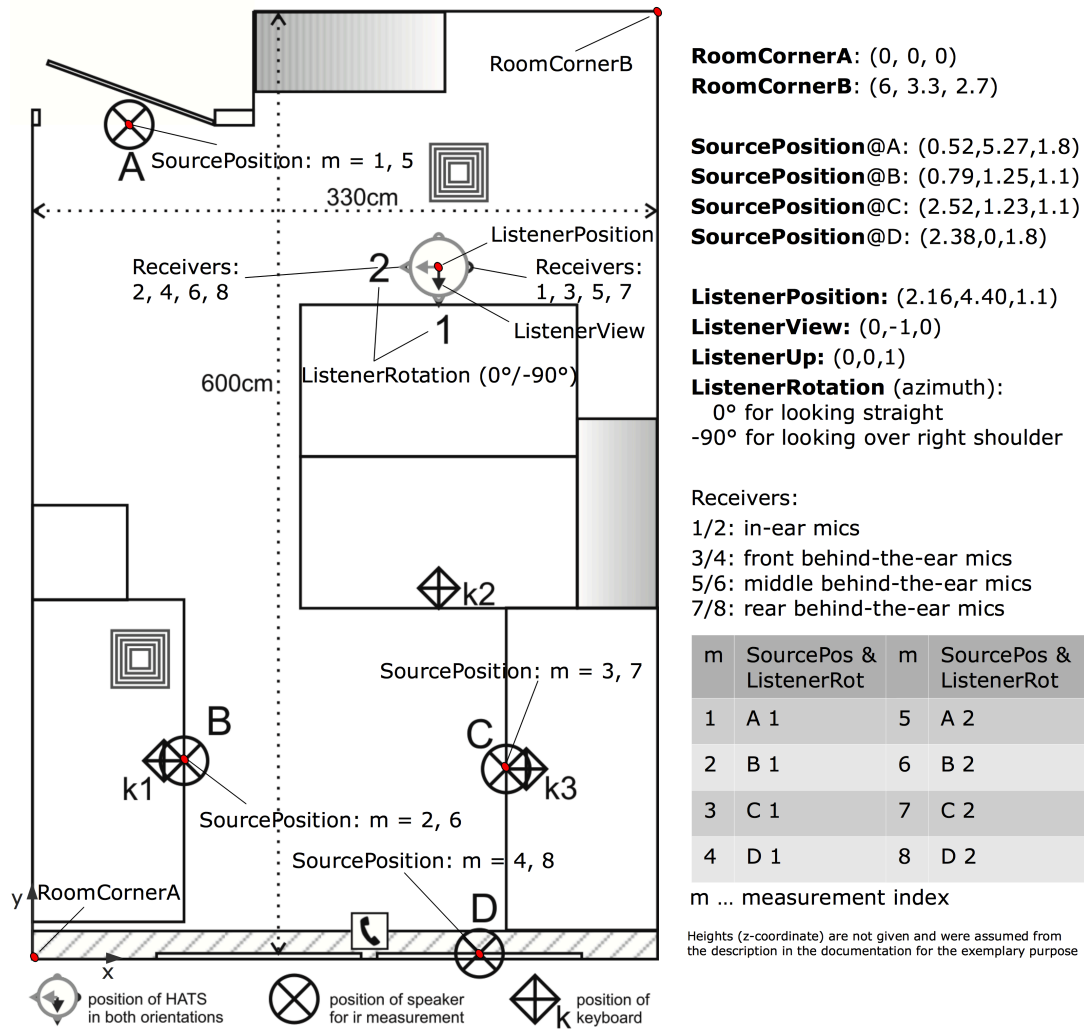 RoomCornerB
A
SourcePosition: m = 1, 5
330cm
ListenerPosition
Receivers:
2, 4, 6, 8
2
Receivers:
1, 3, 5, 7
1
ListenerView
ListenerRotation (0°/-90°)
600cm
k2
SourcePosition: m = 3, 7
B
C
k1
k3
SourcePosition: m = 2, 6
SourcePosition: m = 4, 8
RoomCornerA
D
y
x
position of HATS
in both orientations
position of speaker
for ir measurement
k
position of
keyboard
RoomCornerA: (0, 0, 0)
RoomCornerB: (6, 3.3, 2.7)
SourcePosition@A: (0.52,5.27,1.8)
SourcePosition@B: (0.79,1.25,1.1)
SourcePosition@C: (2.52,1.23,1.1)
SourcePosition@D: (2.38,0,1.8)
ListenerPosition: (2.16,4.40,1.1)
ListenerView: (0,-1,0)
ListenerUp: (0,0,1)
ListenerRotation (azimuth):
0° for looking straight
-90° for looking over right shoulder
Receivers:
1/2: in-ear mics
3/4: front behind-the-ear mics
5/6: middle behind-the-ear mics
7/8: rear behind-the-ear mics
m SourcePos & ListenerRot m SourcePos & ListenerRot
1 A 1 5 A 2
2 B 1 6 B 2
3 C 1 7 C 2
4 D 1 8 D 2
m ... measurement index
Heights (z-coordinate) are not given and were assumed from
the description in the documentation for the exemplary purpose